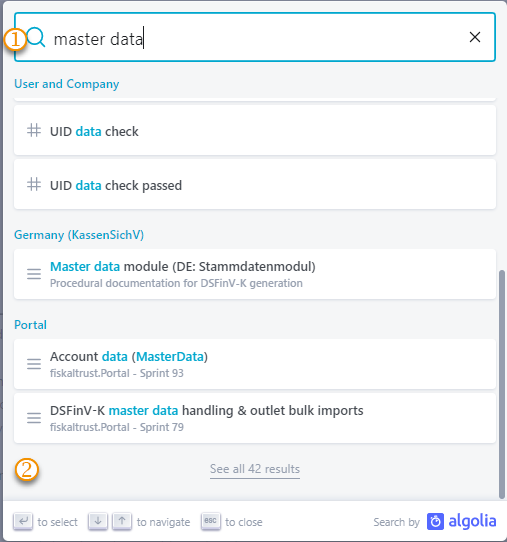 1
master data
User and Company
# UID data check
# UID data check passed
Germany (KassenSichV)
Master data module (DE: Stammdatenmodul)
Procedural documentation for DSFinV-K generation
Portal
Account data (MasterData)
fiskaltrust.Portal - Sprint 93
DSFinV-K master data handling & outlet bulk imports
fiskaltrust.Portal - Sprint 79
2
See all 42 results
to select
to navigate
esc to close
Search by algolia